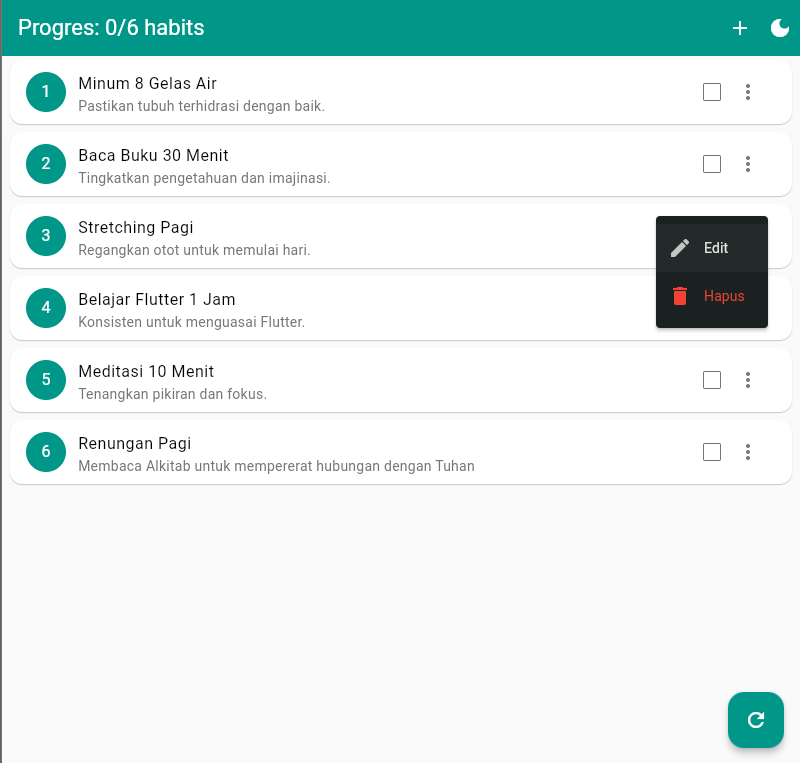 Progres: 0/6 habits
1
Minum 8 Gelas Air
Pastikan tubuh terhidrasi dengan baik.
2
Baca Buku 30 Menit
Tingkatkan pengetahuan dan imajinasi.
3
Stretching Pagi
Regangkan otot untuk memulai hari.
Edit
Hapus
4
Belajar Flutter 1 Jam
Konsisten untuk menguasai Flutter.
5
Meditasi 10 Menit
Tenangkan pikiran dan fokus.
6
Renungan Pagi
Membaca Alkitab untuk mempererat hubungan dengan Tuhan